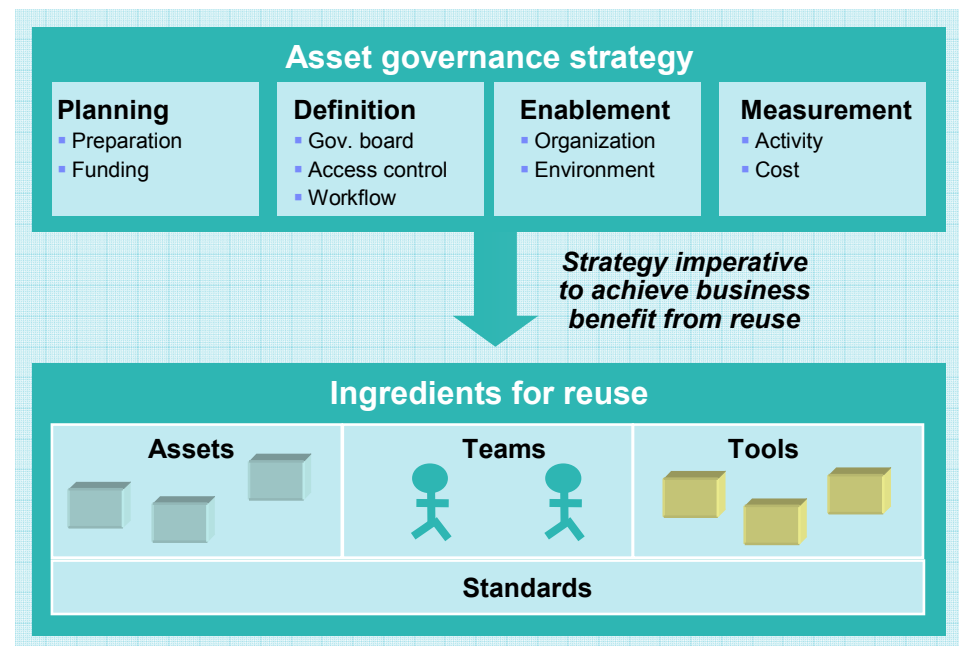 Asset governance strategy
Planning
Preparation
Funding
Definition
Gov. board
Access control
Workflow
Enablement
Organization
Environment
Measurement
Activity
Cost
Strategy imperative
to achieve business
benefit from reuse
Ingredients for reuse
Assets
Teams
Tools
Standards